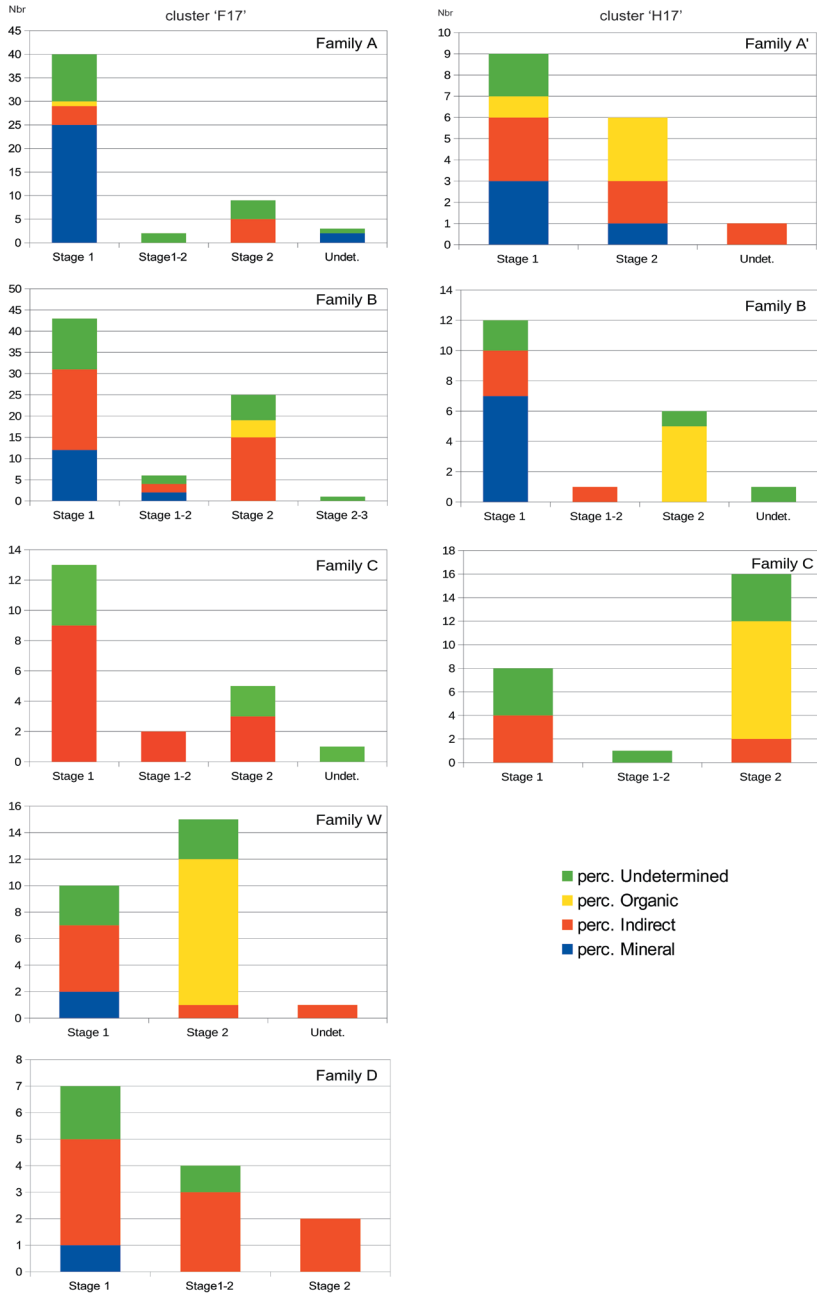 Nbr
cluster ‘F17’
Family A
45
40
35
30
25
20
15
10
5
0
Stage 1
Stage1-2
Stage 2
Undet.
Nbr
cluster ‘H17’
Family A'
10
9
8
7
6
5
4
3
2
1
0
Stage 1
Stage 2
Undet.
Family B
50
45
40
35
30
25
20
15
10
5
0
Stage 1
Stage 1-2
Stage 2
Stage 2-3
Family B
14
12
10
8
6
4
2
0
Stage 1
Stage 1-2
Stage 2
Undet.
Family C
14
12
10
8
6
4
2
0
Stage 1
Stage 1-2
Stage 2
Undet.
Family C
18
16
14
12
10
8
6
4
2
0
Stage 1
Stage 1-2
Stage 2
Family W
16
14
12
10
8
6
4
2
0
Stage 1
Stage 2
Undet.
perc. Undetermined
perc. Organic
perc. Indirect
perc. Mineral
Family D
8
7
6
5
4
3
2
1
0
Stage 1
Stage1-2
Stage 2